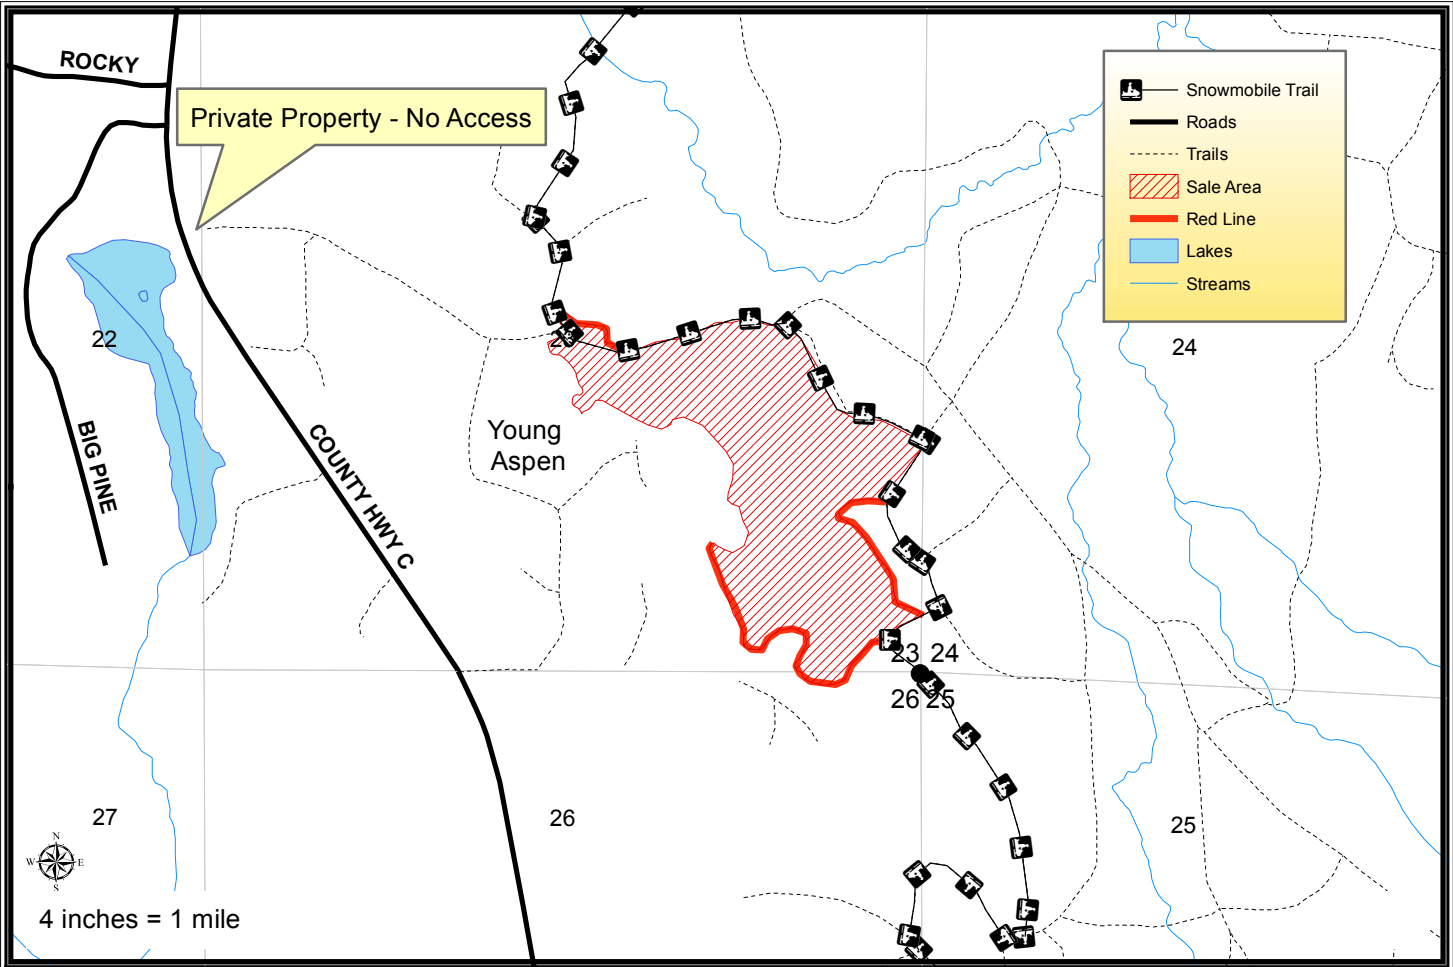 ROCKY
Private Property - No Access
Snowmobile Trail
Roads
Trails
Sale Area
Red Line
Lakes
Streams
22
24
BIG PINE
COUNTY HWY C
Young
Aspen
23 24
26 25
27
26
25
N
W E
S
4 inches = 1 mile